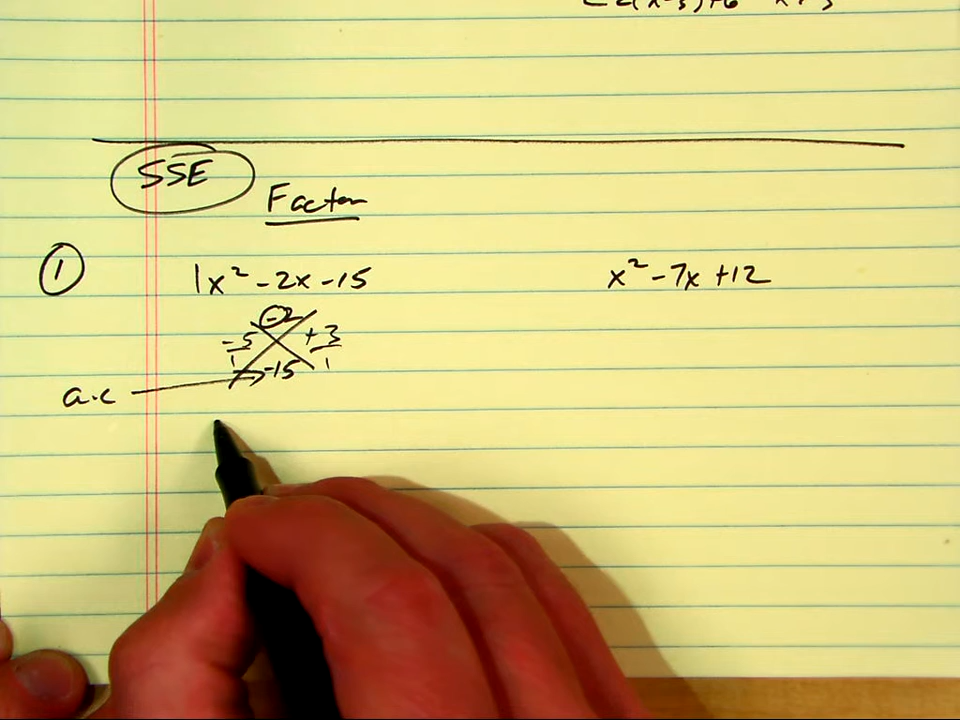 SSE
Factor
① 1x² - 2x - 15    x² - 7x + 12
-2
-5/1    +3/1
-15
a·c